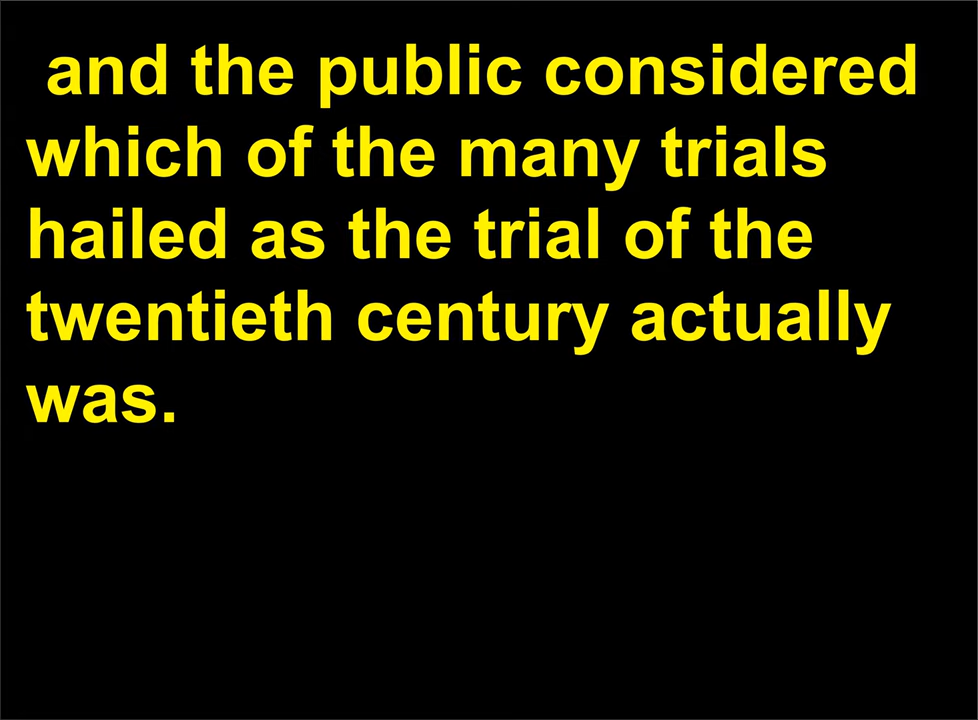 and the public considered
which of the many trials
hailed as the trial of the
twentieth century actually
was.